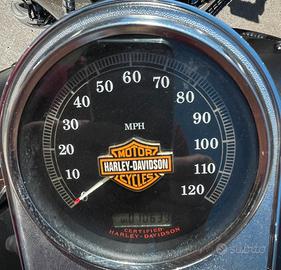 60
50
70
40
80
30
90
MPH
100
20
110
10
120
MOTOR
HARLEY-DAVIDSON
CYCLES
CERTIFIED
HARLEY-DAVIDSON
subito